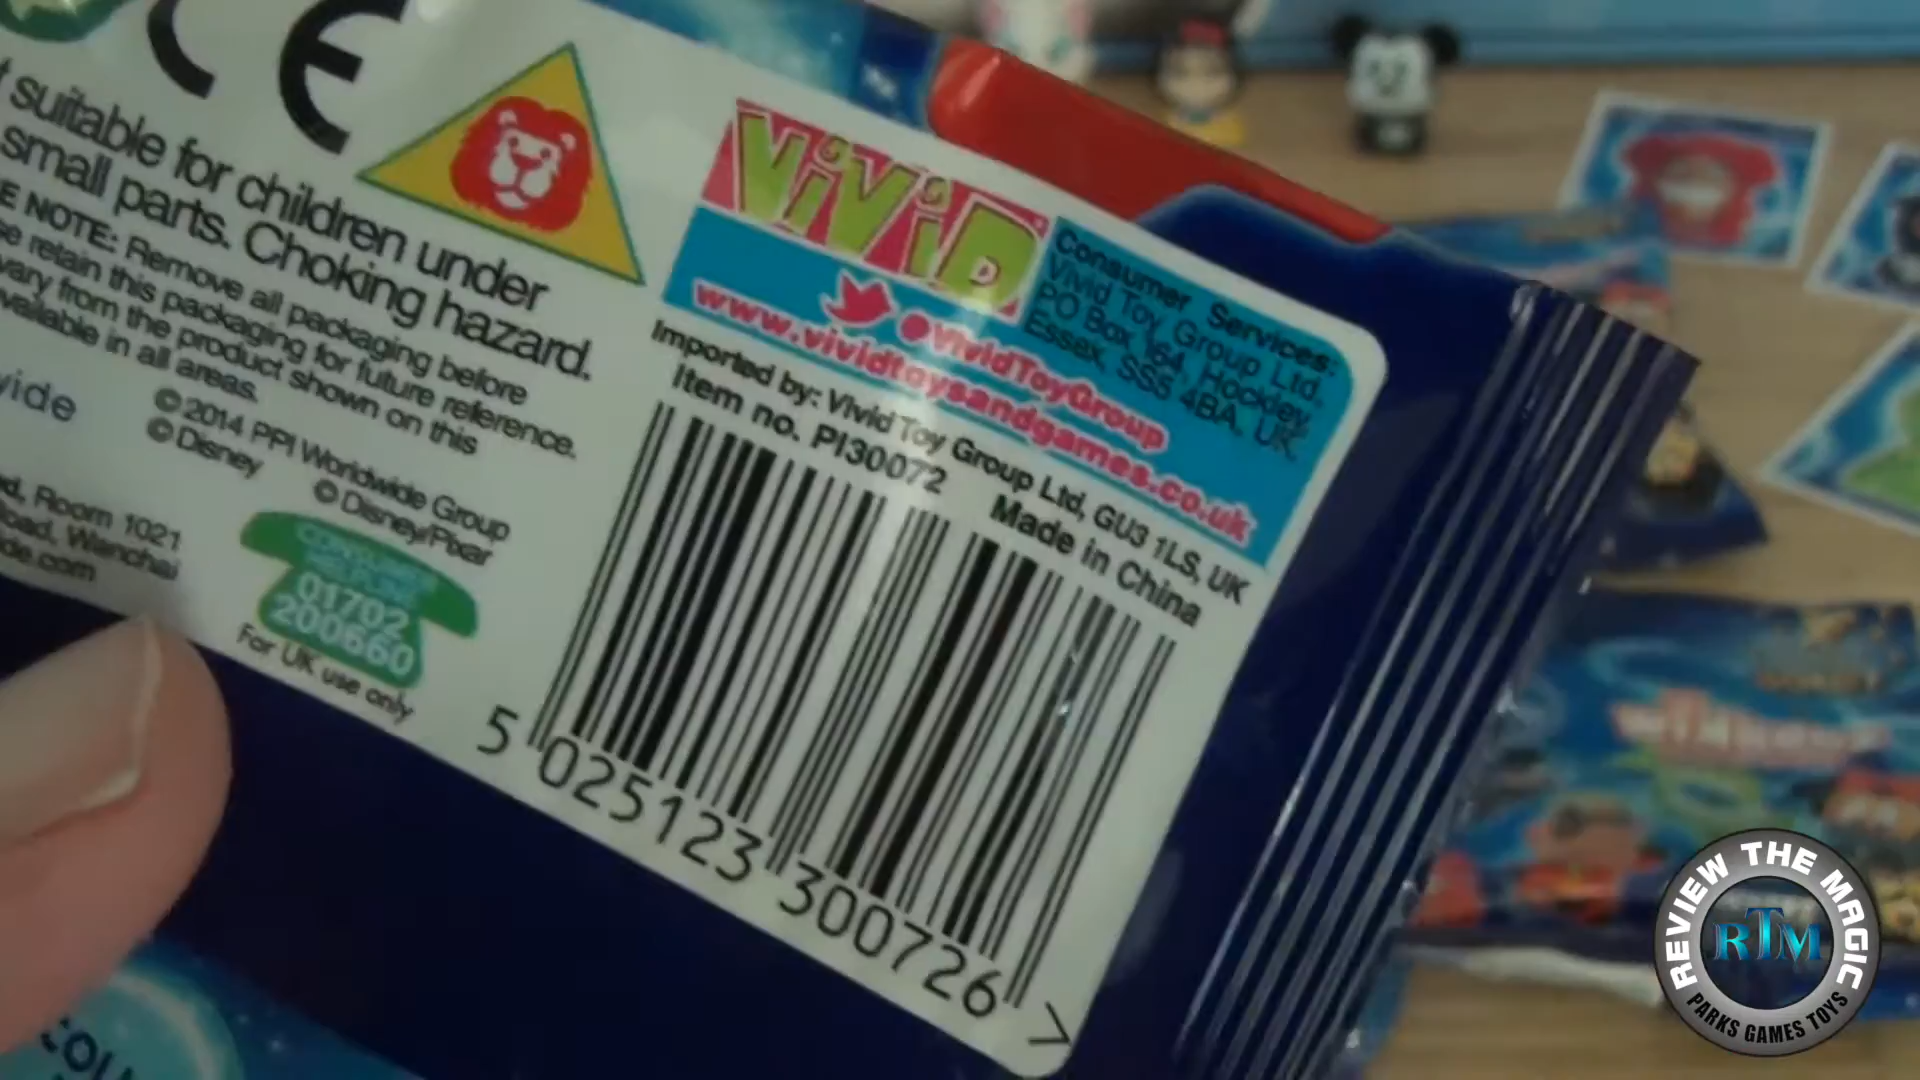 CE
suitable for children under
small parts. Choking hazard.
E NOTE: Remove all packaging before
se retain this packaging for future reference.
vary from the product shown on this
available in all areas.
© 2014 PPI Worldwide Group
© Disney © Disney/Pixar
Room 1021
Wanchai
de.com
CONSUMER
01702
200660
For UK use only
ViViD
Consumer Services:
Vivid Toy Group Ltd,
PO Box 164, Hockley,
Essex, SS5 4BA, UK
@VividToyGroup
www.vividtoysandgames.co.uk
Imported by: Vivid Toy Group Ltd, GU3 1LS, UK
Item no. PI30072 Made in China
5 025123 300726 >
REVIEW THE MAGIC
RTM
PARKS GAMES TOYS